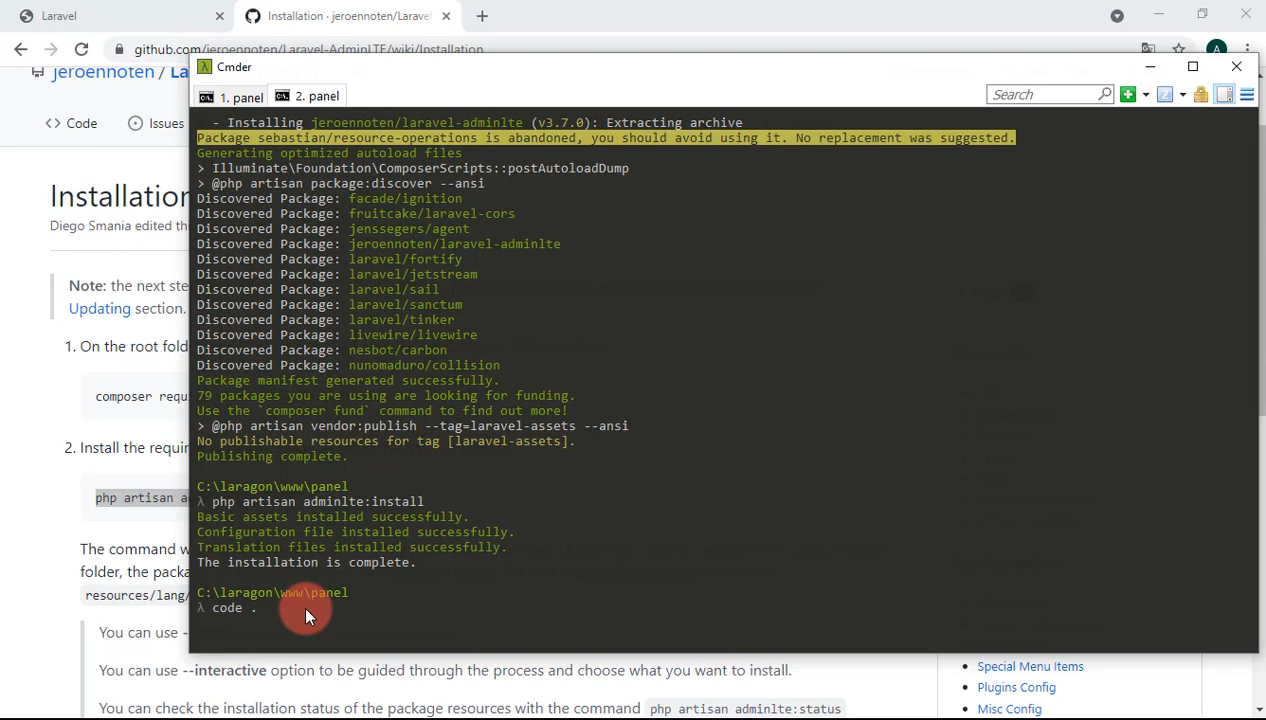 Laravel
Installation · jeroennoten/Laravel
github.com/jeroennoten/Laravel-AdminLTE/wiki/Installation
A
jeroennoten / La
Code
Issues
Installation
Diego Smania edited thi
Note: the next ste
Updating section.
1. On the root fold
composer requ
2. Install the requir
php artisan a
The command w
folder, the packa
resources/lang/
You can use -
You can use --interactive option to be guided through the process and choose what you want to install.
You can check the installation status of the package resources with the command php artisan adminlte:status
Cmder
1. panel
2. panel
Search
- Installing jeroennoten/laravel-adminlte (v3.7.0): Extracting archive
Package sebastian/resource-operations is abandoned, you should avoid using it. No replacement was suggested.
Generating optimized autoload files
> Illuminate\Foundation\ComposerScripts::postAutoloadDump
> @php artisan package:discover --ansi
Discovered Package: facade/ignition
Discovered Package: fruitcake/laravel-cors
Discovered Package: jenssegers/agent
Discovered Package: jeroennoten/laravel-adminlte
Discovered Package: laravel/fortify
Discovered Package: laravel/jetstream
Discovered Package: laravel/sail
Discovered Package: laravel/sanctum
Discovered Package: laravel/tinker
Discovered Package: livewire/livewire
Discovered Package: nesbot/carbon
Discovered Package: nunomaduro/collision
Package manifest generated successfully.
79 packages you are using are looking for funding.
Use the `composer fund` command to find out more!
> @php artisan vendor:publish --tag=laravel-assets --ansi
No publishable resources for tag [laravel-assets].
Publishing complete.
C:\laragon\www\panel
λ php artisan adminlte:install
Basic assets installed successfully.
Configuration file installed successfully.
Translation files installed successfully.
The installation is complete.
C:\laragon\www\panel
λ code .
Special Menu Items
Plugins Config
Misc Config